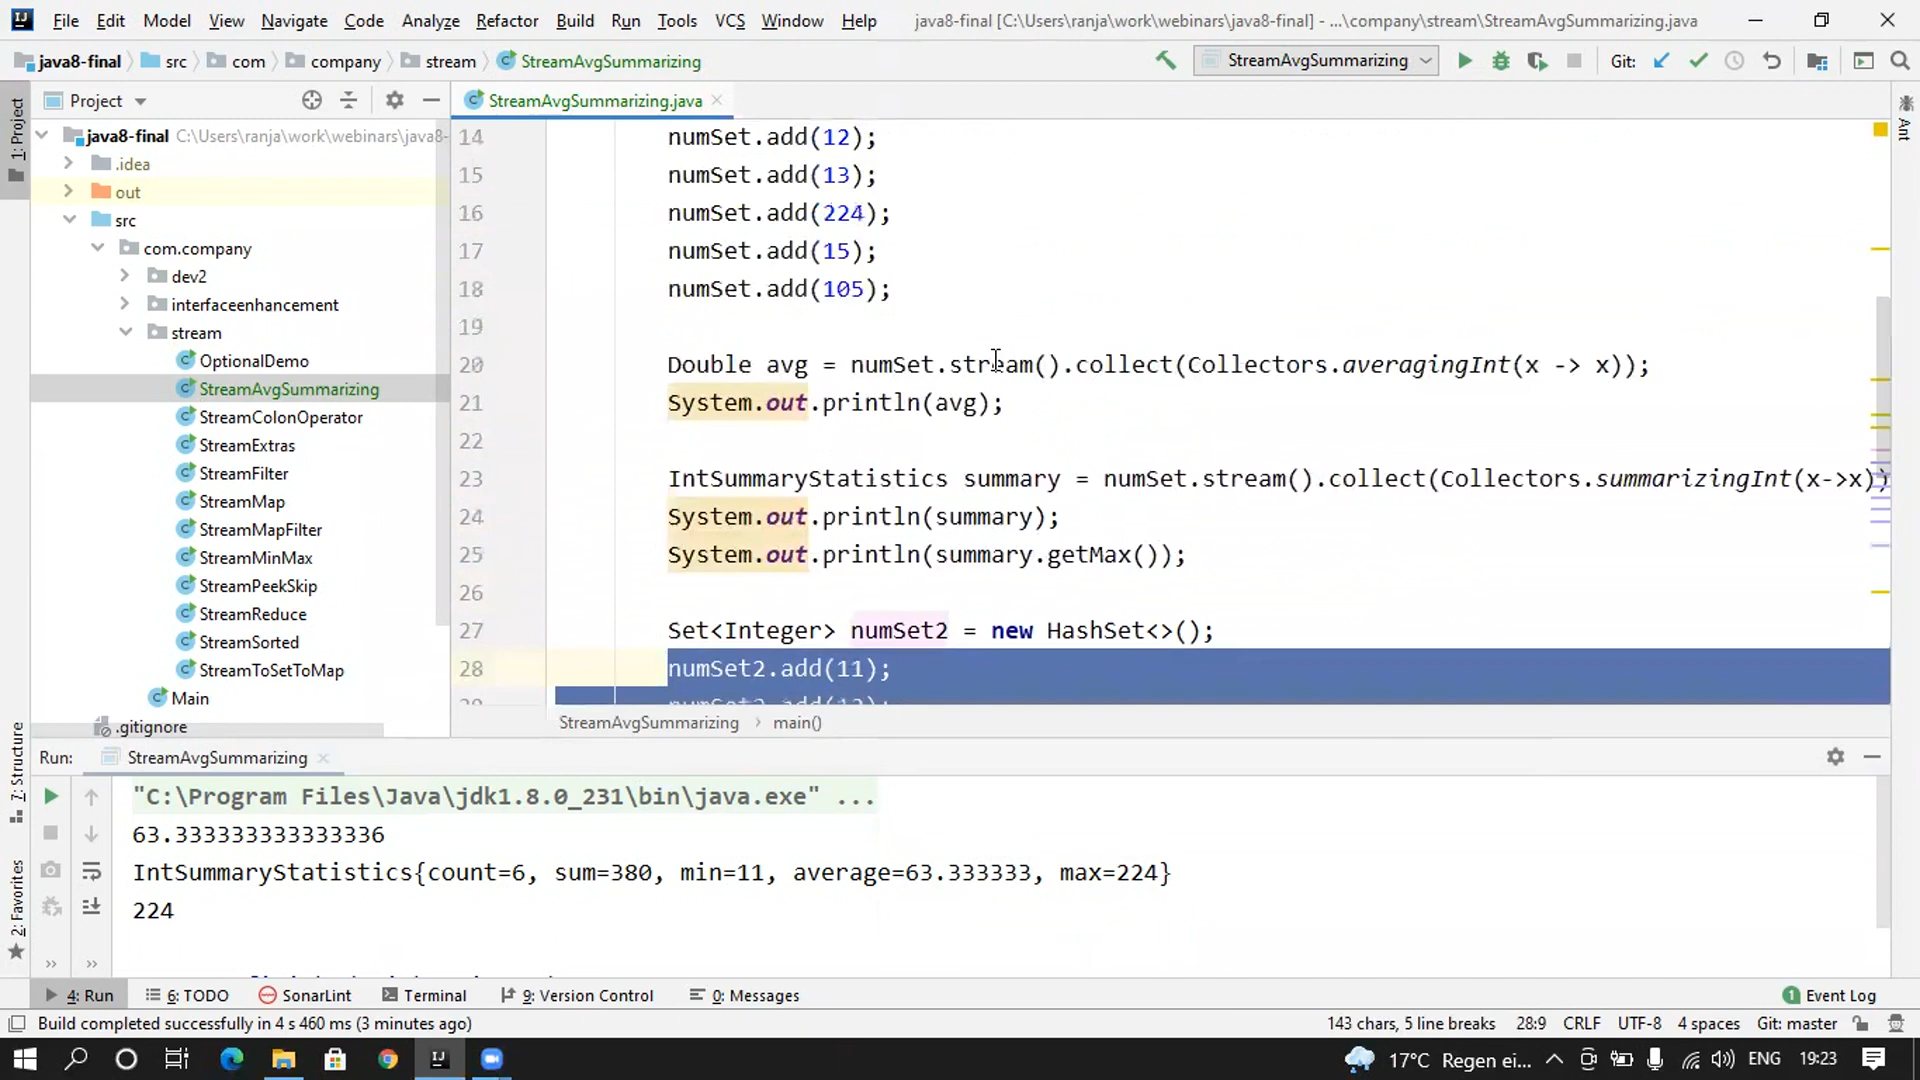 File Edit Model View Navigate Code Analyze Refactor Build Run Tools VCS Window Help java8-final [C:\Users\ranja\work\webinars\java8-final] - ...\company\stream\StreamAvgSummarizing.java
java8-final src com company stream StreamAvgSummarizing StreamAvgSummarizing Git:
Project
StreamAvgSummarizing.java
1: Project
7: Structure
2: Favorites
Ant
java8-final C:\Users\ranja\work\webinars\java8-
.idea
out
src
com.company
dev2
interfaceenhancement
stream
OptionalDemo
StreamAvgSummarizing
StreamColonOperator
StreamExtras
StreamFilter
StreamMap
StreamMapFilter
StreamMinMax
StreamPeekSkip
StreamReduce
StreamSorted
StreamToSetToMap
Main
.gitignore
14 numSet.add(12);
15 numSet.add(13);
16 numSet.add(224);
17 numSet.add(15);
18 numSet.add(105);
19
20 Double avg = numSet.stream().collect(Collectors.averagingInt(x -> x));
21 System.out.println(avg);
22
23 IntSummaryStatistics summary = numSet.stream().collect(Collectors.summarizingInt(x->x))
24 System.out.println(summary);
25 System.out.println(summary.getMax());
26
27 Set<Integer> numSet2 = new HashSet<>();
28 numSet2.add(11);
StreamAvgSummarizing › main()
Run: StreamAvgSummarizing
"C:\Program Files\Java\jdk1.8.0_231\bin\java.exe" ...
63.333333333333336
IntSummaryStatistics{count=6, sum=380, min=11, average=63.333333, max=224}
224
4: Run 6: TODO SonarLint Terminal 9: Version Control 0: Messages 1 Event Log
Build completed successfully in 4 s 460 ms (3 minutes ago) 143 chars, 5 line breaks 28:9 CRLF UTF-8 4 spaces Git: master
17°C Regen ei... ENG 19:23